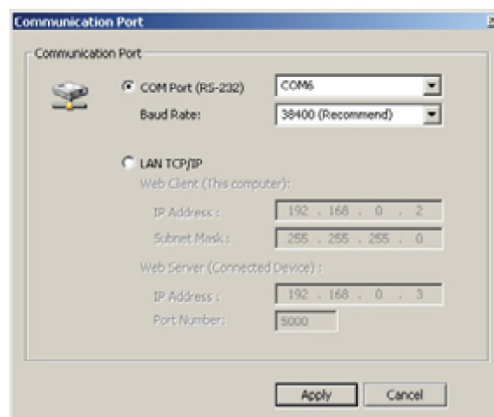 Communication Port
Communication Port
COM Port (RS-232) COM6
Baud Rate: 38400 (Recommend)
LAN TCP/IP
Web Client (This computer):
IP Address : 192 . 168 . 0 . 2
Subnet Mask : 255 . 255 . 255 . 0
Web Server (Connected Device) :
IP Address : 192 . 168 . 0 . 3
Port Number: 5000
Apply Cancel